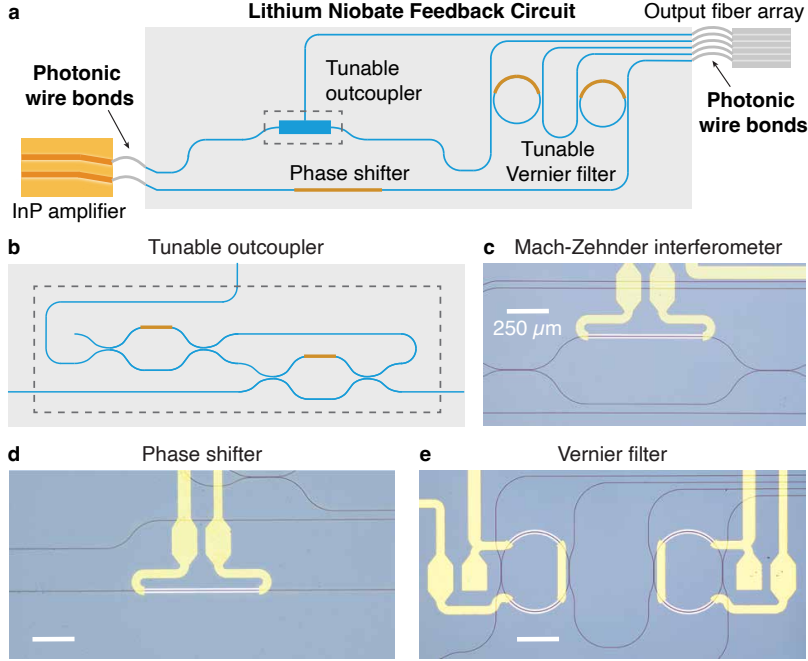 a
Lithium Niobate Feedback Circuit
Output fiber array
Photonic
wire bonds
Tunable
outcoupler
Photonic
wire bonds
Tunable
Vernier filter
Phase shifter
InP amplifier
b
Tunable outcoupler
c
Mach-Zehnder interferometer
250 µm
d
Phase shifter
e
Vernier filter